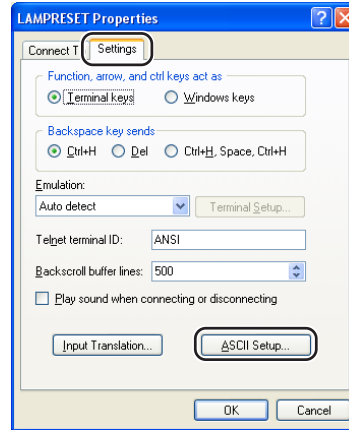 LAMPRESET Properties
Connect T Settings
Function, arrow, and ctrl keys act as
Terminal keys Windows keys
Backspace key sends
Ctrl+H Del Ctrl+H, Space, Ctrl+H
Emulation:
Auto detect Terminal Setup...
Telnet terminal ID: ANSI
Backscroll buffer lines: 500
Play sound when connecting or disconnecting
Input Translation... ASCII Setup...
OK Cancel